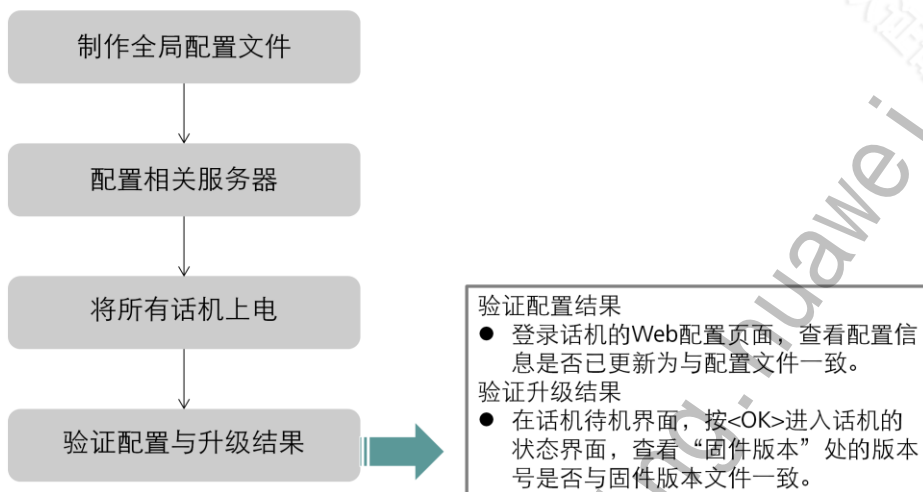 制作全局配置文件
配置相关服务器
将所有话机上电
验证配置与升级结果
验证配置结果
● 登录话机的Web配置页面，查看配置信
息是否已更新为与配置文件一致。
验证升级结果
● 在话机待机界面，按<OK>进入话机的
状态界面，查看“固件版本”处的版本
号是否与固件版本文件一致。
ng.huawei